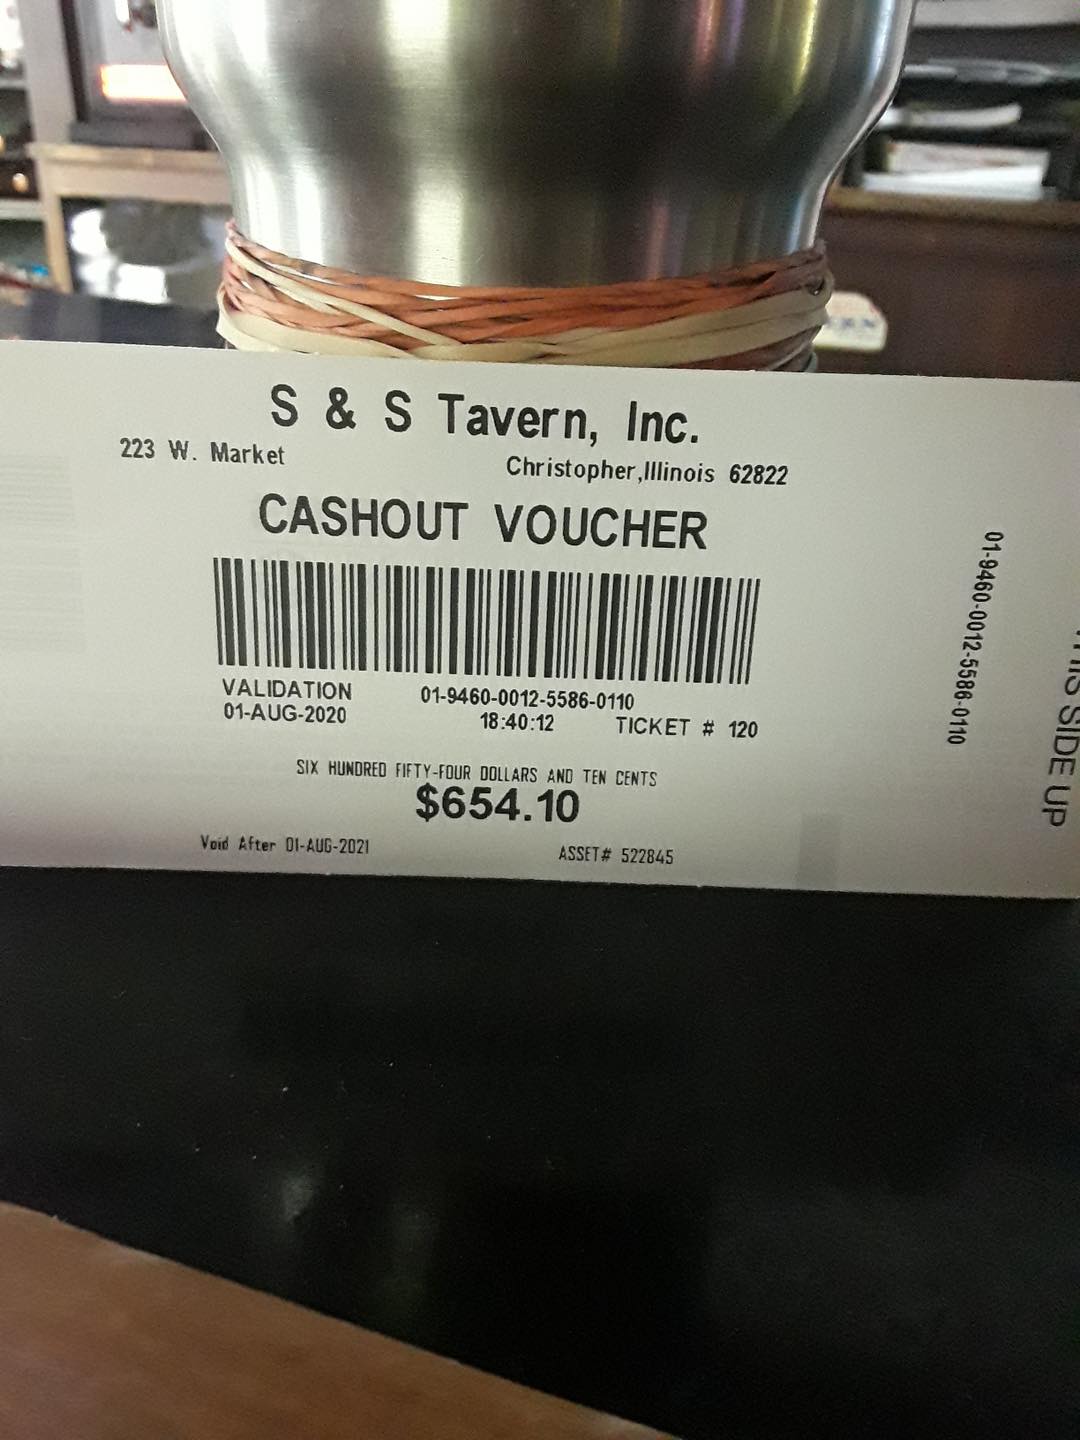 S & S Tavern, Inc.
223 W. Market
Christopher,Illinois 62822
CASHOUT VOUCHER
VALIDATION 01-9460-0012-5586-0110
01-AUG-2020 18:40:12 TICKET # 120
SIX HUNDRED FIFTY-FOUR DOLLARS AND TEN CENTS
$654.10
Void After 01-AUG-2021 ASSET# 522845
01-9460-0012-5586-0110
THIS SIDE UP